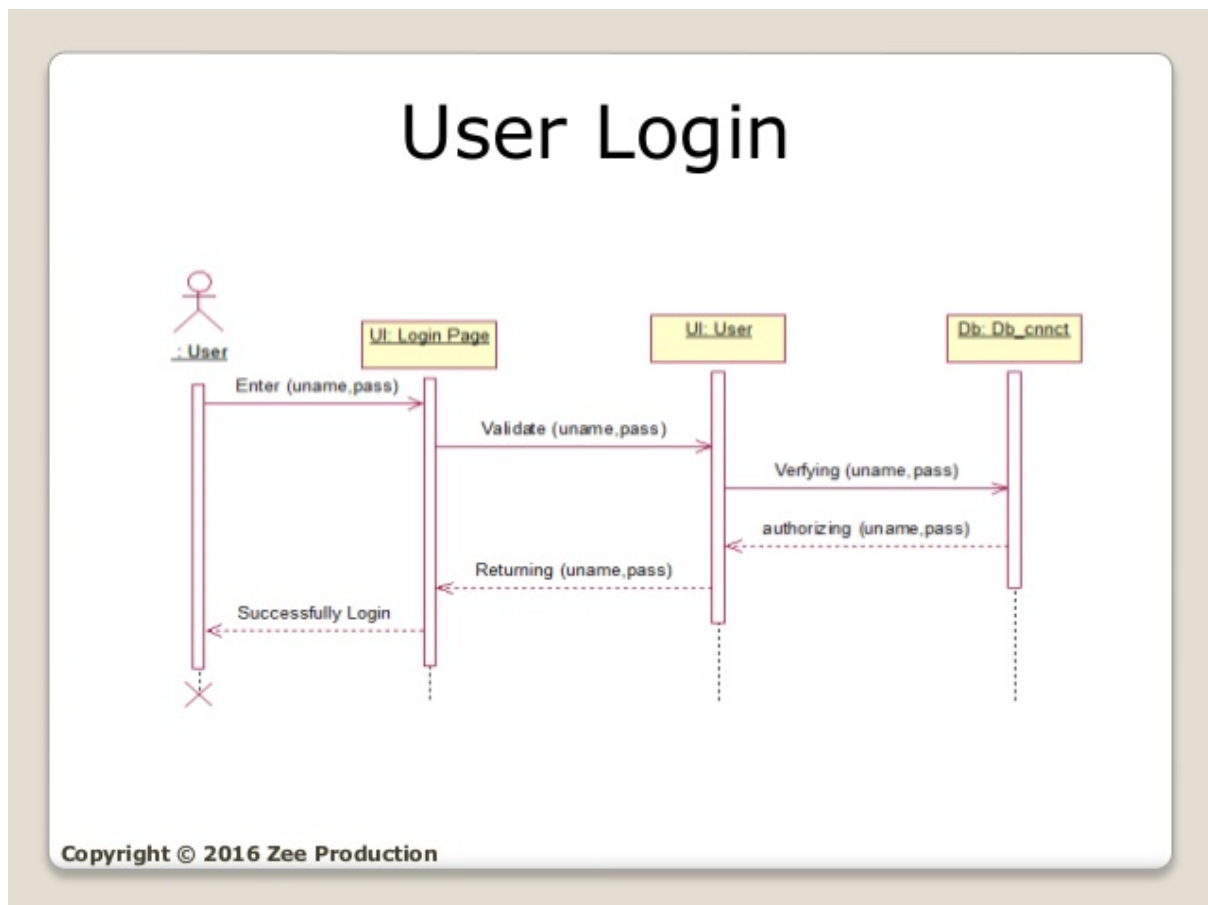 User Login
: User
UI: Login Page
UI: User
Db: Db_cnnct
Enter (uname,pass)
Validate (uname,pass)
Verfying (uname,pass)
authorizing (uname,pass)
Returning (uname,pass)
Successfully Login
Copyright © 2016 Zee Production